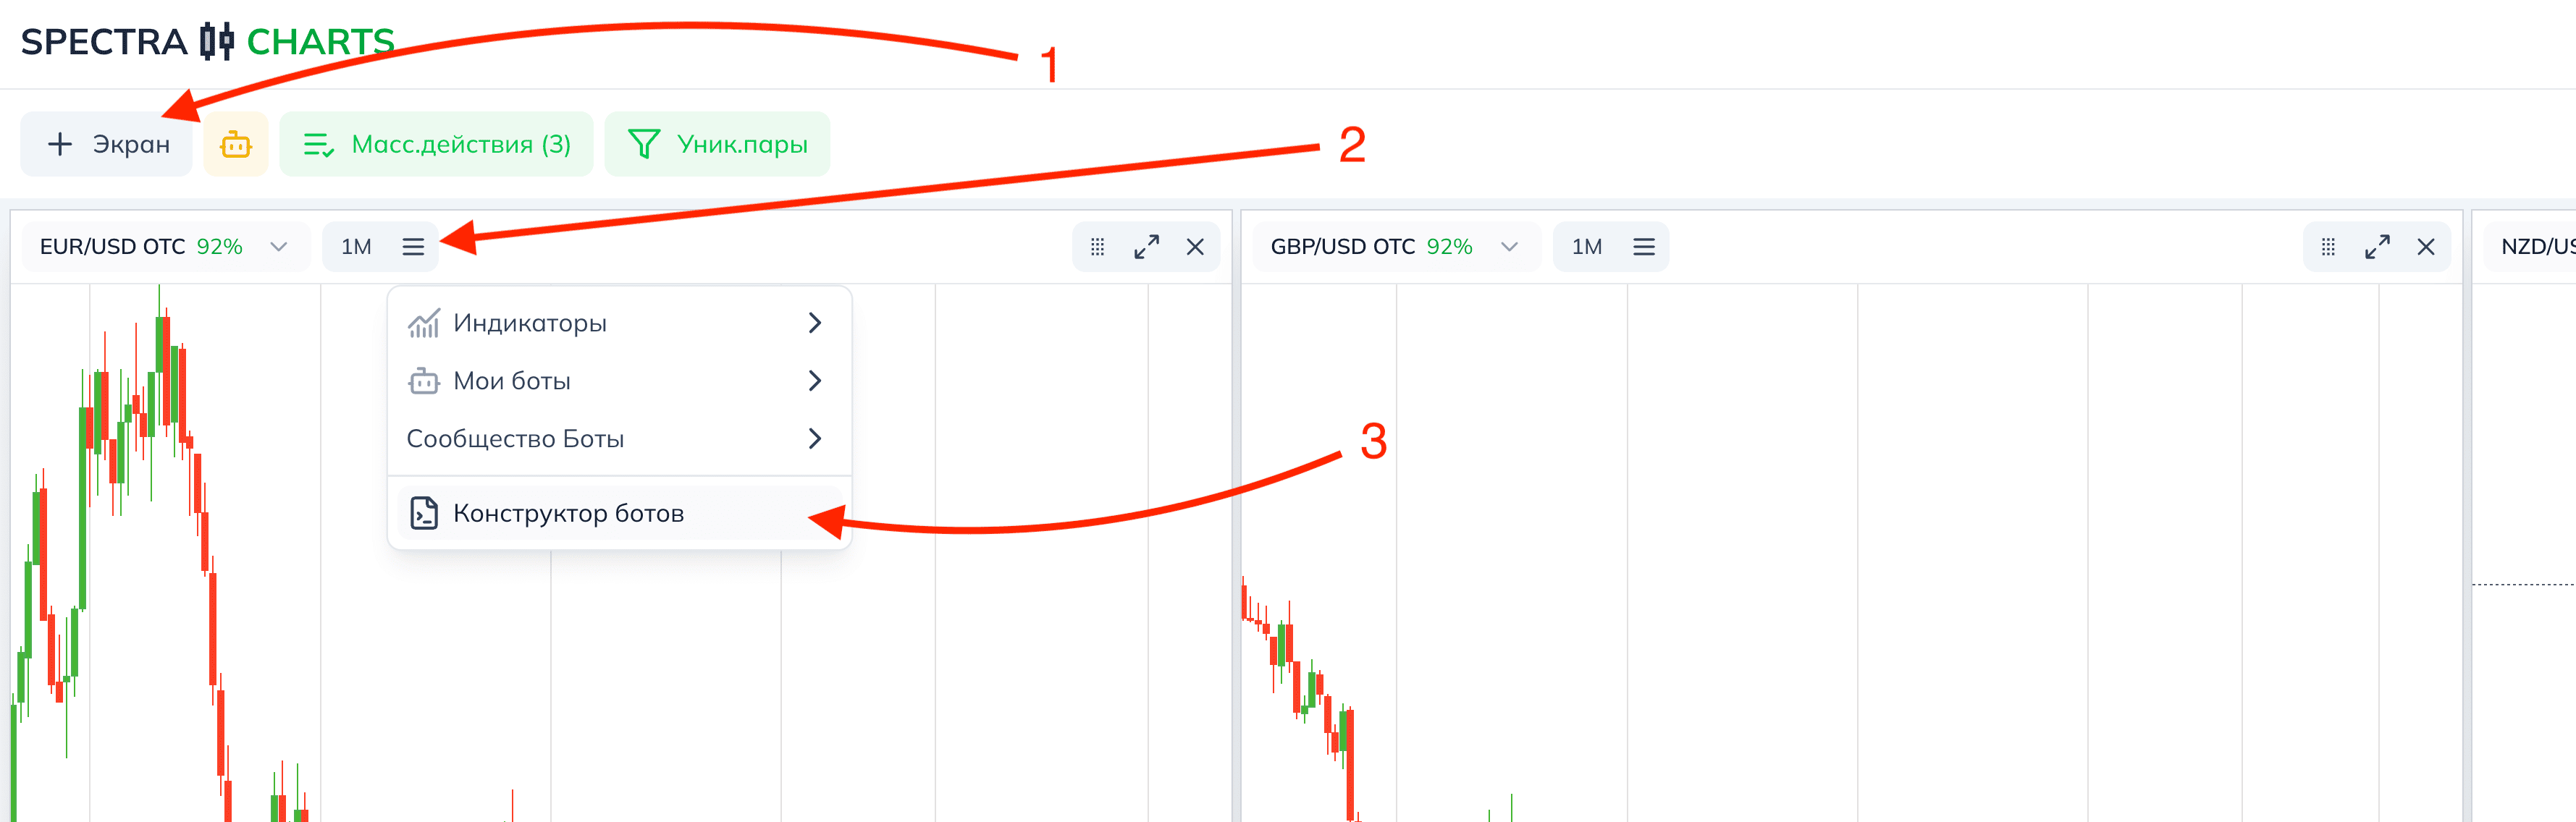 SPECTRA CHARTS
1
Экран
Масс.действия (3)
Уник.пары
2
EUR/USD OTC 92%
1M
GBP/USD OTC 92%
1M
NZD/US
Индикаторы
Мои боты
Сообщество Боты
3
Конструктор ботов